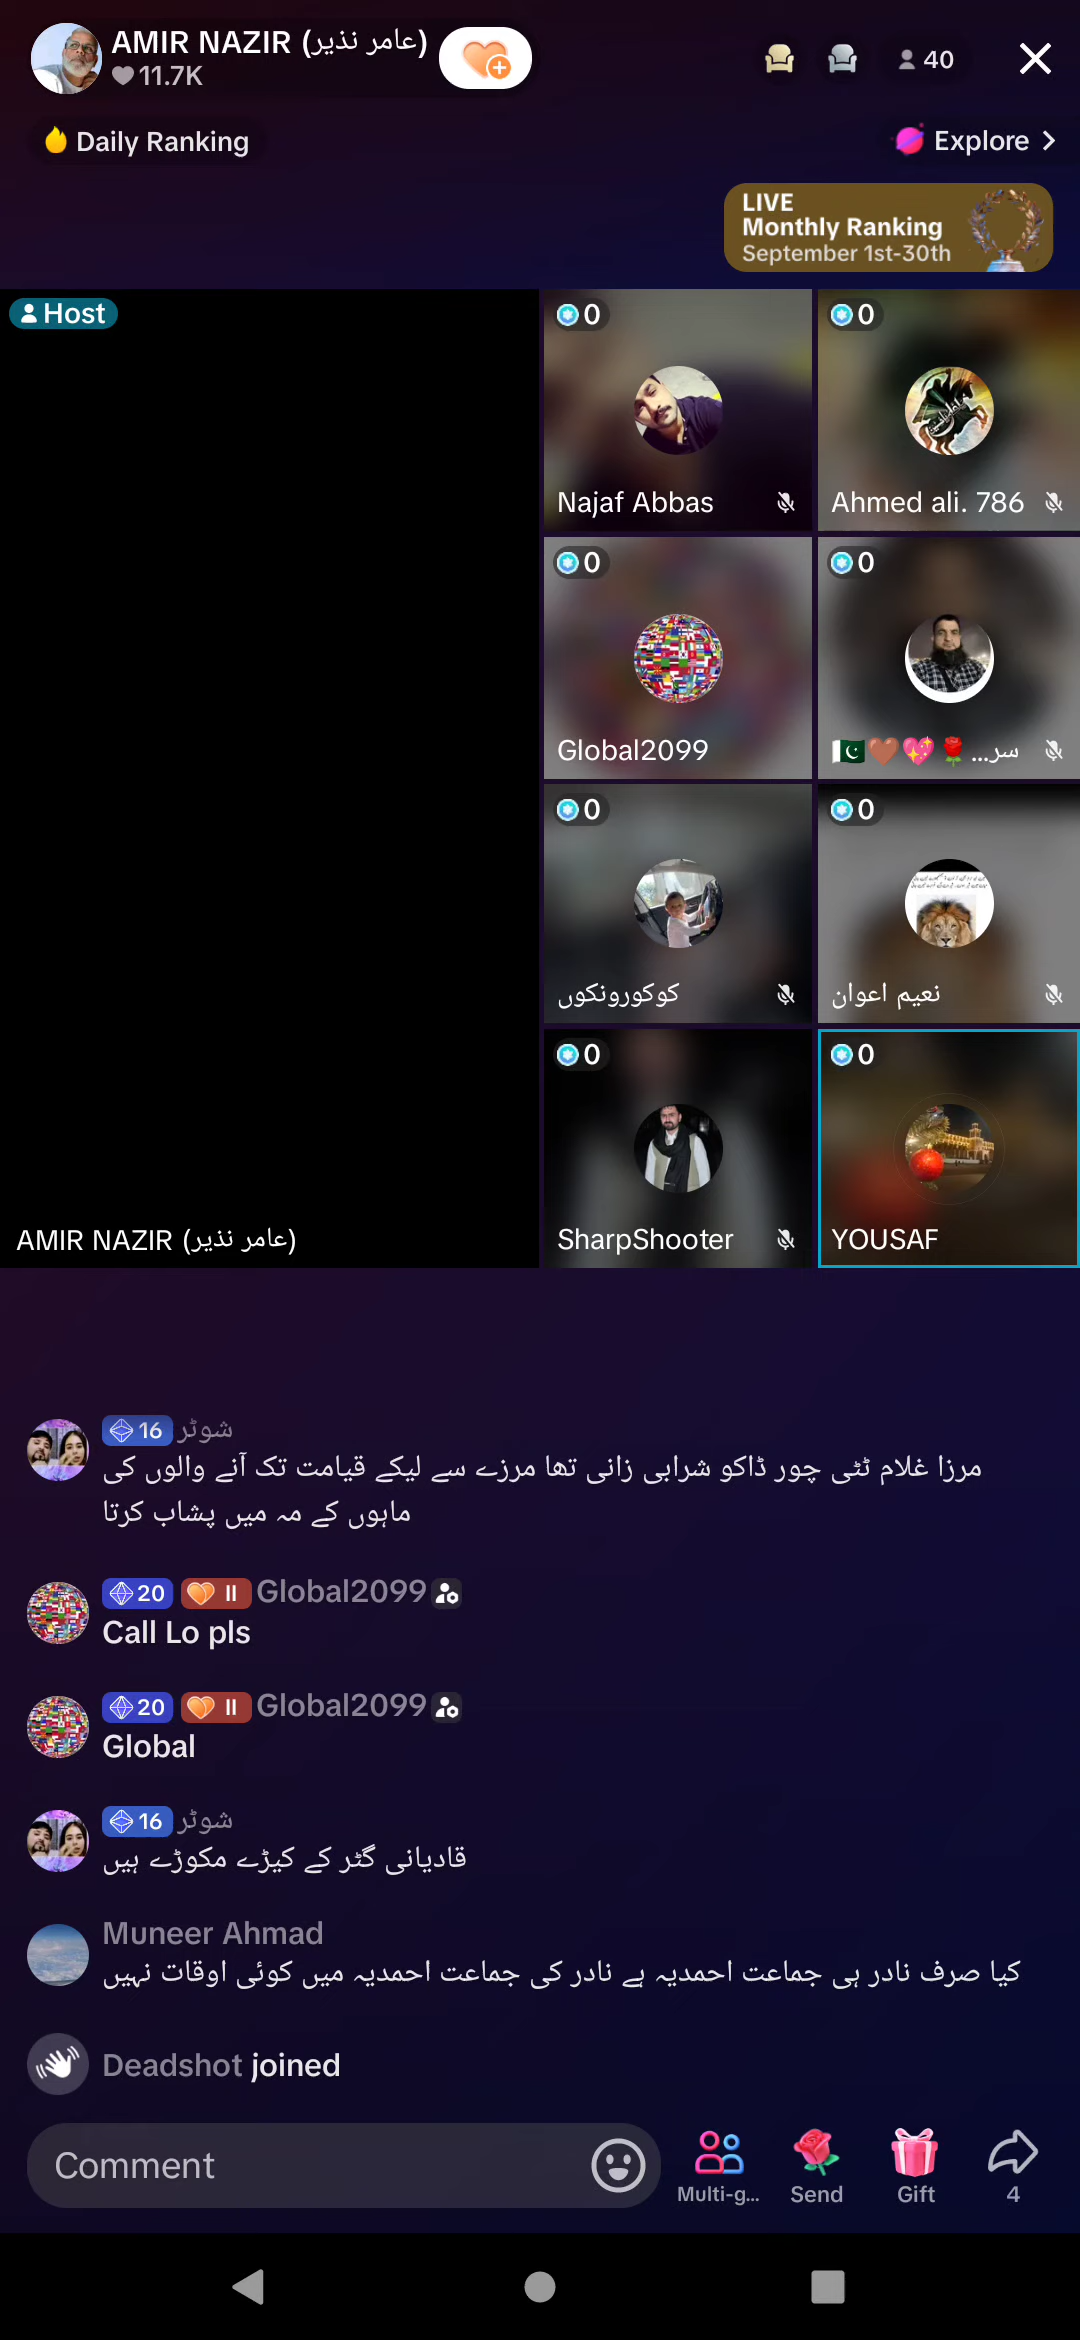 AMIR NAZIR (عامر نذیر)
11.7K
40
Daily Ranking
Explore
LIVE
Monthly Ranking
September 1st-30th
Host
0
0
Najaf Abbas
Ahmed ali. 786
0
0
Global2099
🇵🇰🤎💖🌹...سر
0
0
کوکورونکوں
نعیم اعوان
0
0
AMIR NAZIR (عامر نذیر)
SharpShooter
YOUSAF
16 شوٹر
مرزا غلام ٹٹی چور ڈاکو شرابی زانی تھا مرزے سے لیکے قیامت تک آنے والوں کی
ماہوں کے مہ میں پشاب کرتا
20 II Global2099
Call Lo pls
20 II Global2099
Global
16 شوٹر
قادیانی گٹر کے کیڑے مکوڑے ہیں
Muneer Ahmad
کیا صرف نادر ہی جماعت احمدیہ ہے نادر کی جماعت احمدیہ میں کوئی اوقات نہیں
Deadshot joined
Comment
Multi-g...
Send
Gift
4